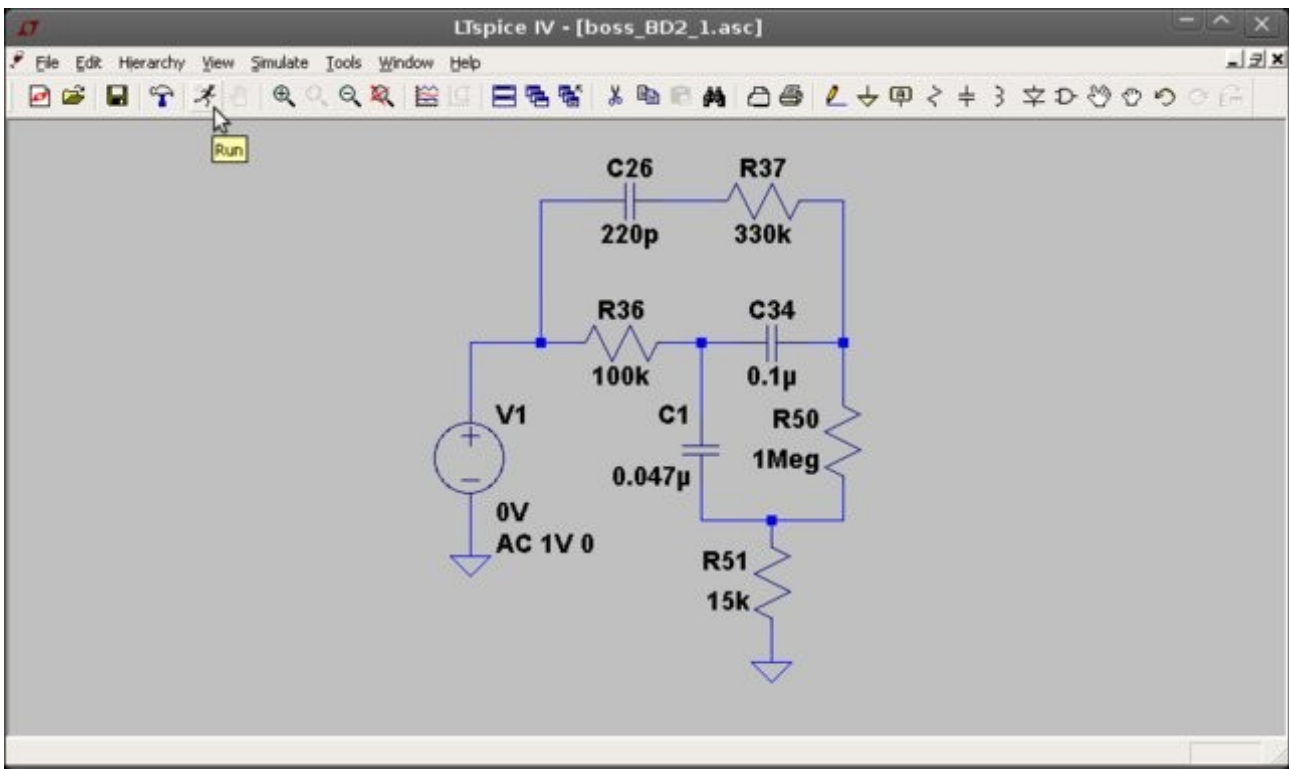 LTspice IV - [boss_BD2_1.asc]
File Edit Hierarchy View Simulate Tools Window Help
Run
C26 R37
220p 330k
R36 C34
100k 0.1µ
V1 C1 R50
1Meg
0.047µ
0V
AC 1V 0
R51
15k